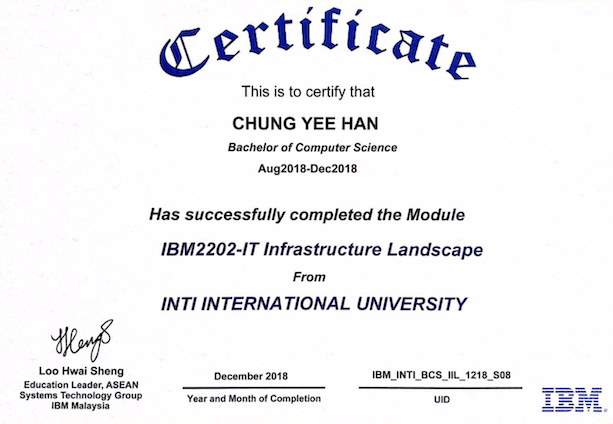 Certificate
This is to certify that
CHUNG YEE HAN
Bachelor of Computer Science
Aug2018-Dec2018
Has successfully completed the Module
IBM2202-IT Infrastructure Landscape
From
INTI INTERNATIONAL UNIVERSITY
Loo Hwai Sheng
Education Leader, ASEAN
Systems Technology Group
IBM Malaysia
December 2018
Year and Month of Completion
IBM_INTI_BCS_IIL_1218_S08
UID
IBM.